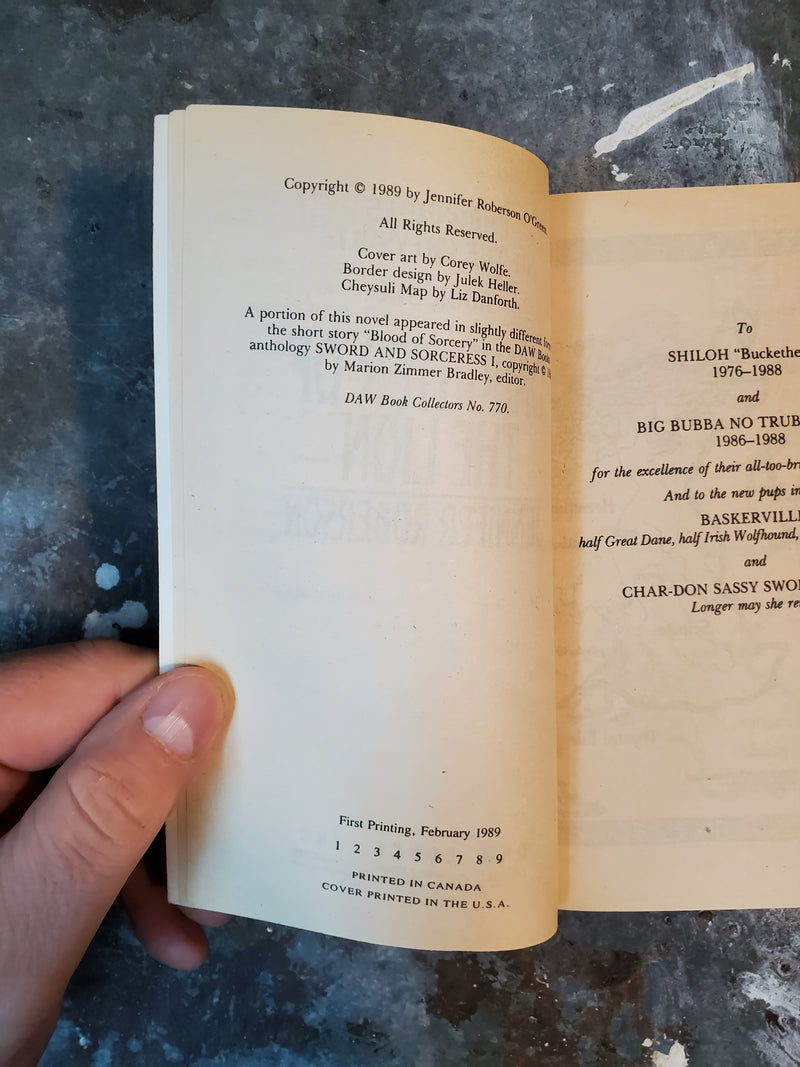 Copyright © 1989 by Jennifer Roberson
All Rights Reserved.
Cover art by Corey Wolfe.
Border design by Julek Heller.
Cheysuli Map by Liz Danforth.
A portion of this novel appeared in slightly different
the short story "Blood of Sorcery" in the DAW
anthology SWORD AND SORCERESS I, copyright ©
by Marion Zimmer Bradley, editor.
DAW Book Collectors No. 770.
First Printing, February 1989
1 2 3 4 5 6 7 8 9
PRINTED IN CANADA
COVER PRINTED IN THE U.S.A.
To
SHILOH
1976–1988
and
BIG BUBBA NO
1986–1988
for the excellence of their
And to the new pups
BASKERVILLE
half Great Dane, half Irish Wolfhound,
and
CHAR-DON SASSY
Longer may she